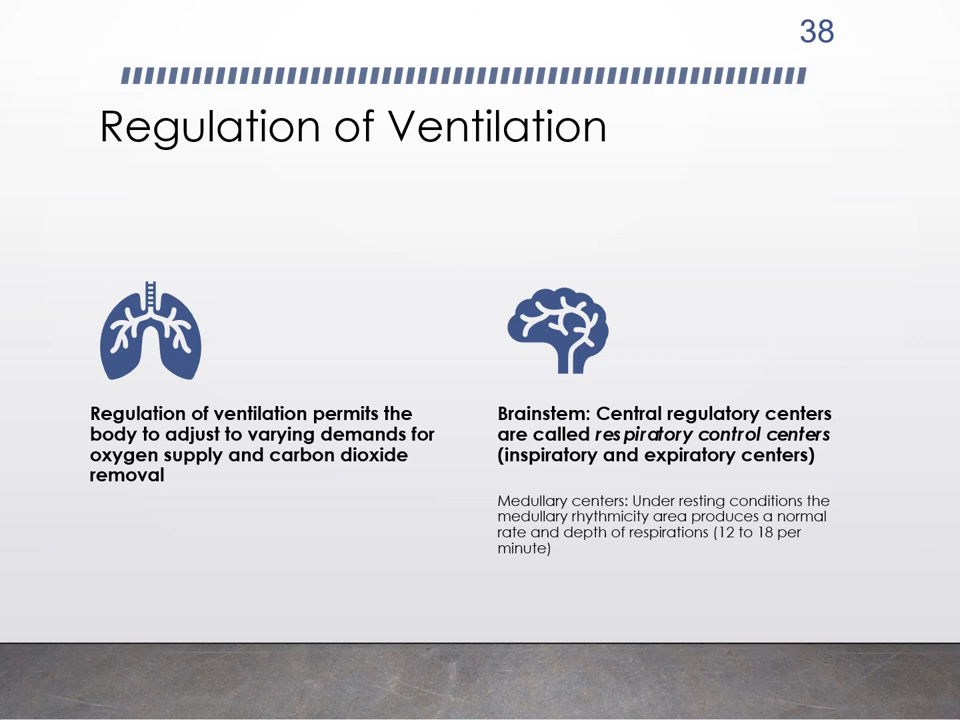 38
Regulation of Ventilation
Regulation of ventilation permits the
body to adjust to varying demands for
oxygen supply and carbon dioxide
removal
Brainstem: Central regulatory centers
are called respiratory control centers
(inspiratory and expiratory centers)
Medullary centers: Under resting conditions the
medullary rhythmicity area produces a normal
rate and depth of respirations (12 to 18 per
minute)